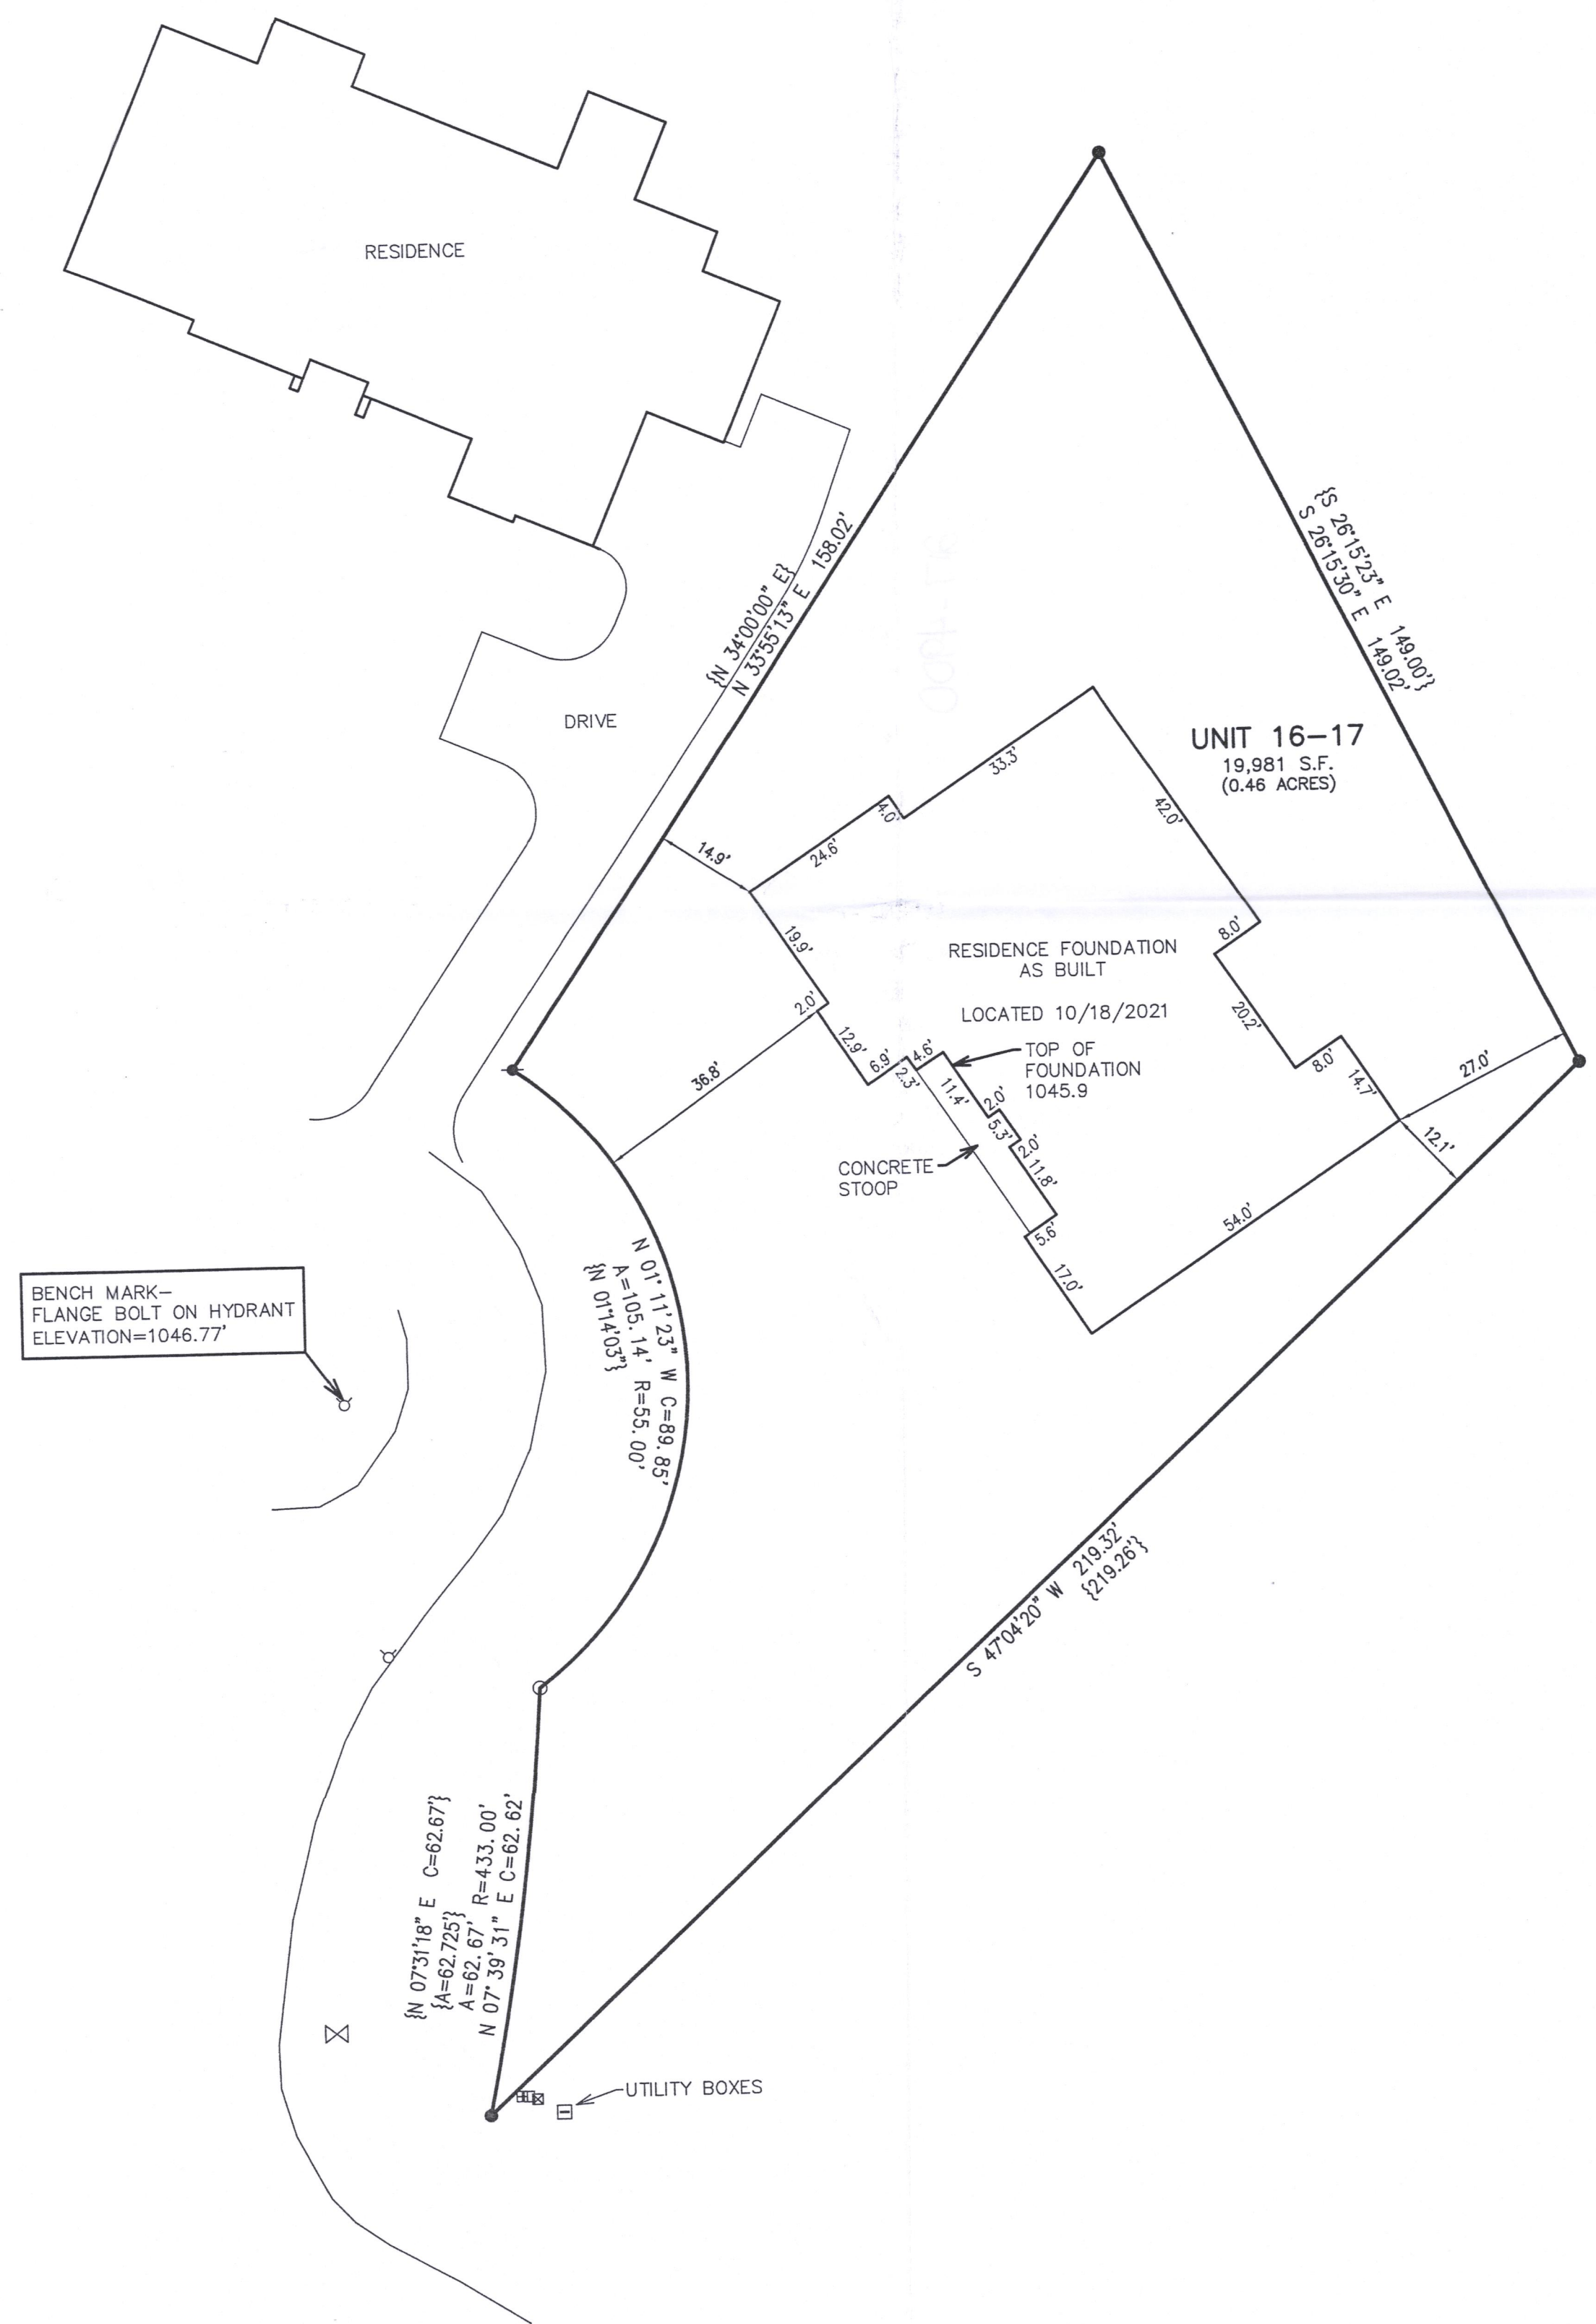 RESIDENCE
{N 34°00'00" E}
N 33°55'13" E 158.02'
{S 26°15'23" E 149.00'}
S 26°15'30" E 149.02'
DRIVE
UNIT 16-17
19,981 S.F.
(0.46 ACRES)
33.3'
4.0'
24.6'
42.0'
14.9'
19.9'
2.0'
8.0'
RESIDENCE FOUNDATION
AS BUILT
LOCATED 10/18/2021
20.2'
8.0'
14.7'
27.0'
12.1'
36.8'
12.9'
6.9'
2.3'
4.6'
11.4'
TOP OF
FOUNDATION
1045.9
2.0'
5.3'
2.0'
11.8'
CONCRETE
STOOP
5.6'
17.0'
54.0'
BENCH MARK-
FLANGE BOLT ON HYDRANT
ELEVATION=1046.77'
N 01°11'23" W C=89.85'
A=105.14' R=55.00'
{N 01°14'03"}
S 47°04'20" W 219.32'
{219.26'}
{N 07°31'18" E C=62.67'}
{A=62.725'}
A=62.67' R=433.00'
N 07°39'31" E C=62.62'
UTILITY BOXES